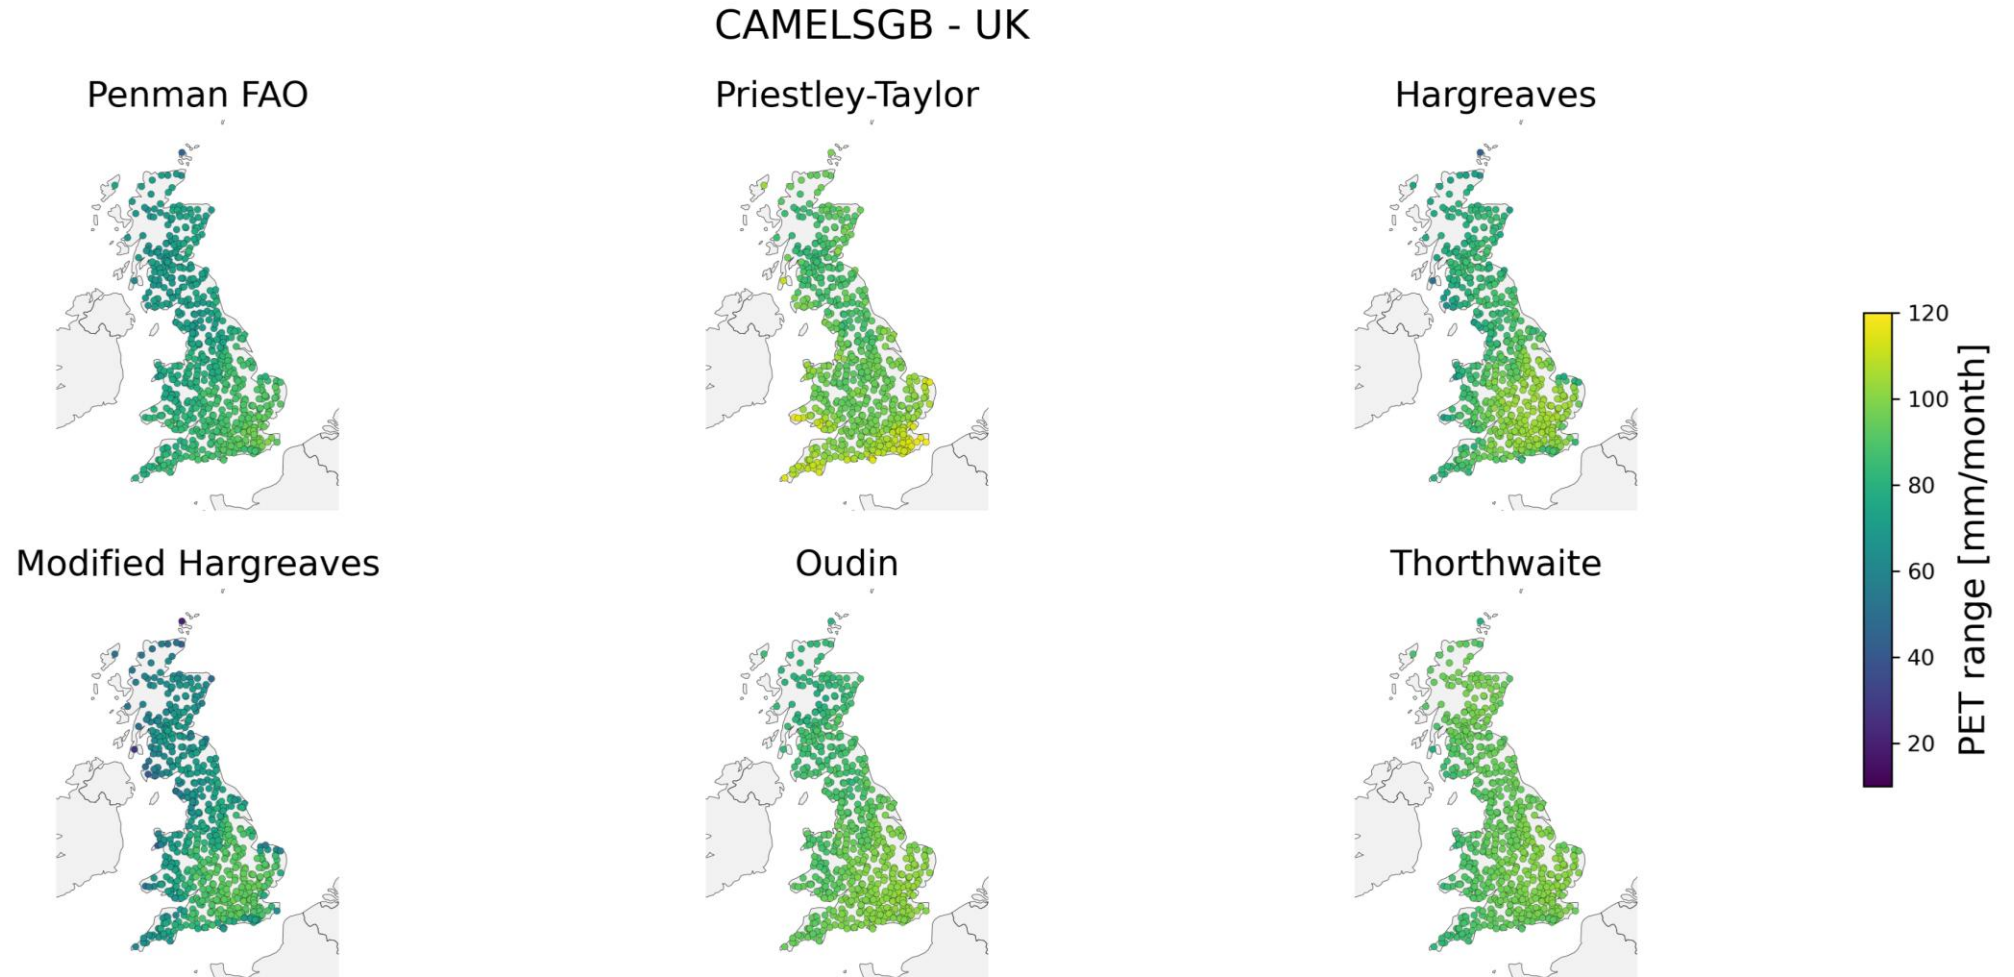 CAMELSGB - UK
Penman FAO
Priestley-Taylor
Hargreaves
Modified Hargreaves
Oudin
Thorthwaite
120
100
80
60
40
20
PET range [mm/month]